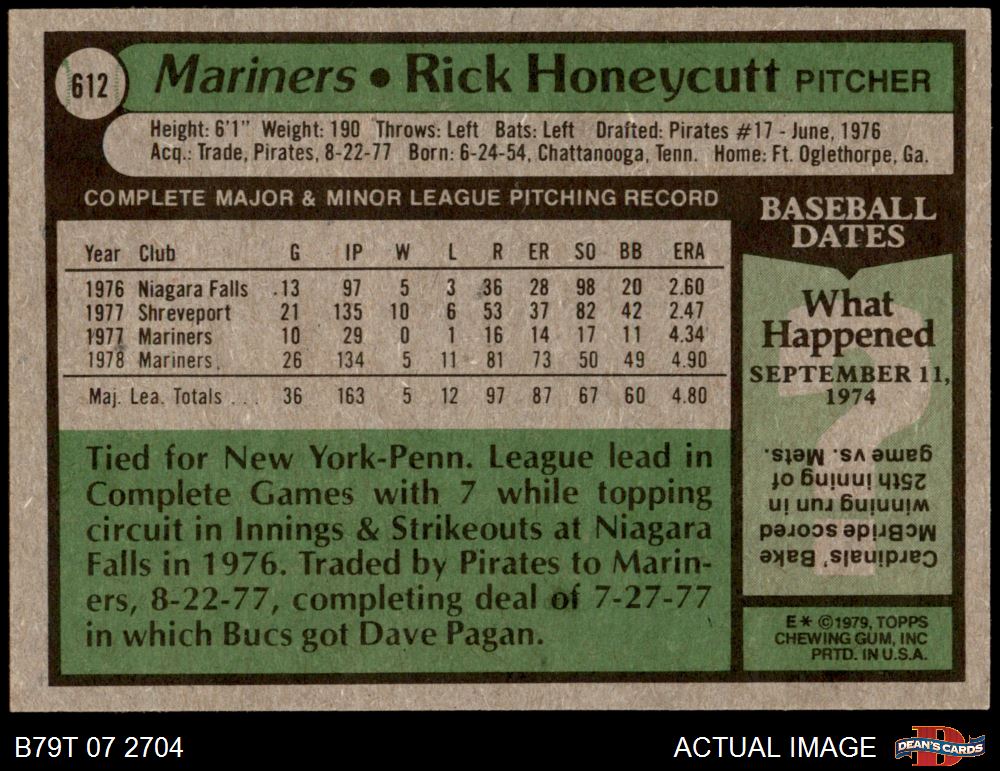 612
Mariners • Rick Honeycutt PITCHER
Height: 6'1" Weight: 190 Throws: Left Bats: Left Drafted: Pirates #17 - June, 1976
Acq.: Trade, Pirates, 8-22-77 Born: 6-24-54, Chattanooga, Tenn. Home: Ft. Oglethorpe, Ga.
COMPLETE MAJOR & MINOR LEAGUE PITCHING RECORD
Year Club G IP W L R ER SO BB ERA
1976 Niagara Falls 13 97 5 3 36 28 98 20 2.60
1977 Shreveport 21 135 10 6 53 37 82 42 2.47
1977 Mariners 10 29 0 1 16 14 17 11 4.34
1978 Mariners 26 134 5 11 81 73 50 49 4.90
Maj. Lea. Totals ... 36 163 5 12 97 87 67 60 4.80
Tied for New York-Penn. League lead in
Complete Games with 7 while topping
circuit in Innings & Strikeouts at Niagara
Falls in 1976. Traded by Pirates to Marin-
ers, 8-22-77, completing deal of 7-27-77
in which Bucs got Dave Pagan.
BASEBALL
DATES
What
Happened
SEPTEMBER 11,
1974
Cardinals' Bake
McBride scored
winning run in
25th inning of
game vs. Mets.
E* ©1979, TOPPS
CHEWING GUM, INC
PRTD. IN U.S.A.
B79T 07 2704
ACTUAL IMAGE
D
DEAN'S CARDS